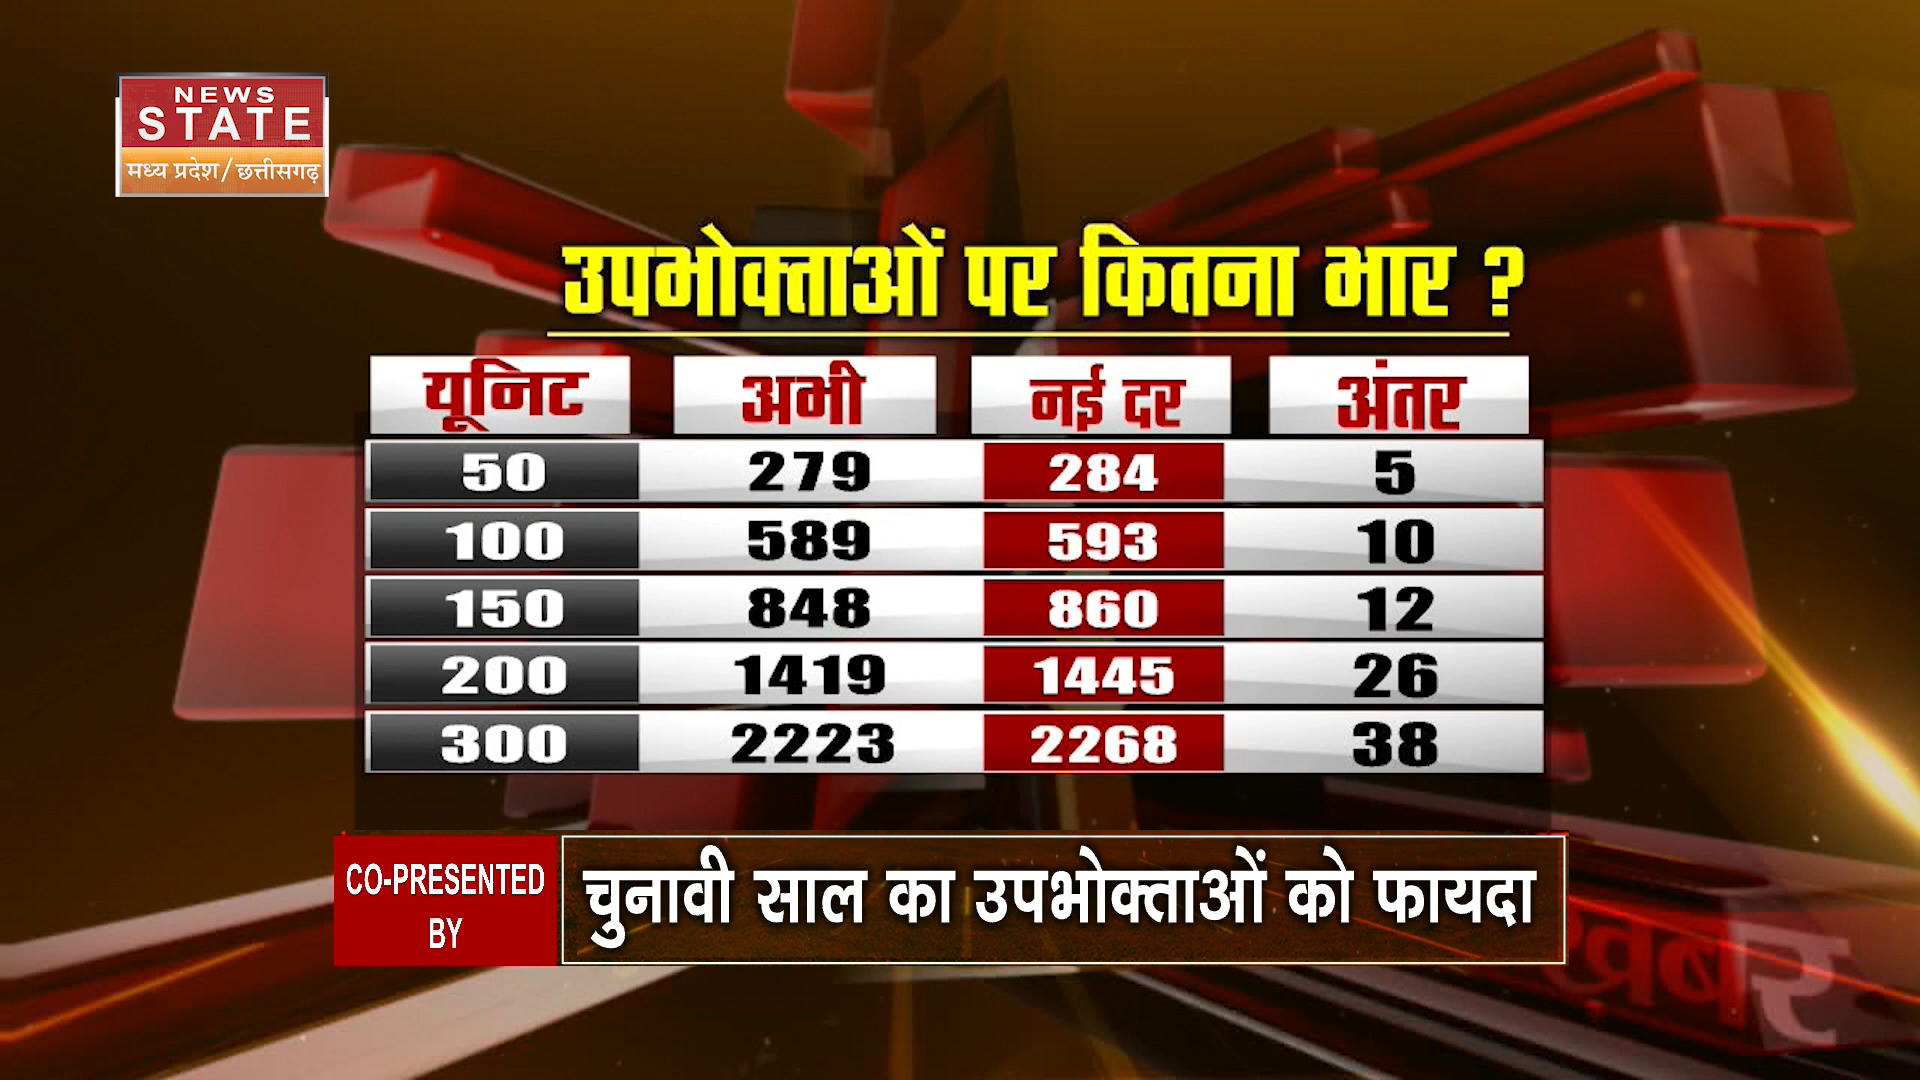 NEWS
STATE
मध्य प्रदेश/छत्तीसगढ़
उपभोक्ताओं पर कितना भार ?
यूनिट अभी नई दर अंतर
50 279 284 5
100 589 593 10
150 848 860 12
200 1419 1445 26
300 2223 2268 38
CO-PRESENTED
BY
चुनावी साल का उपभोक्ताओं को फायदा
ख़बर